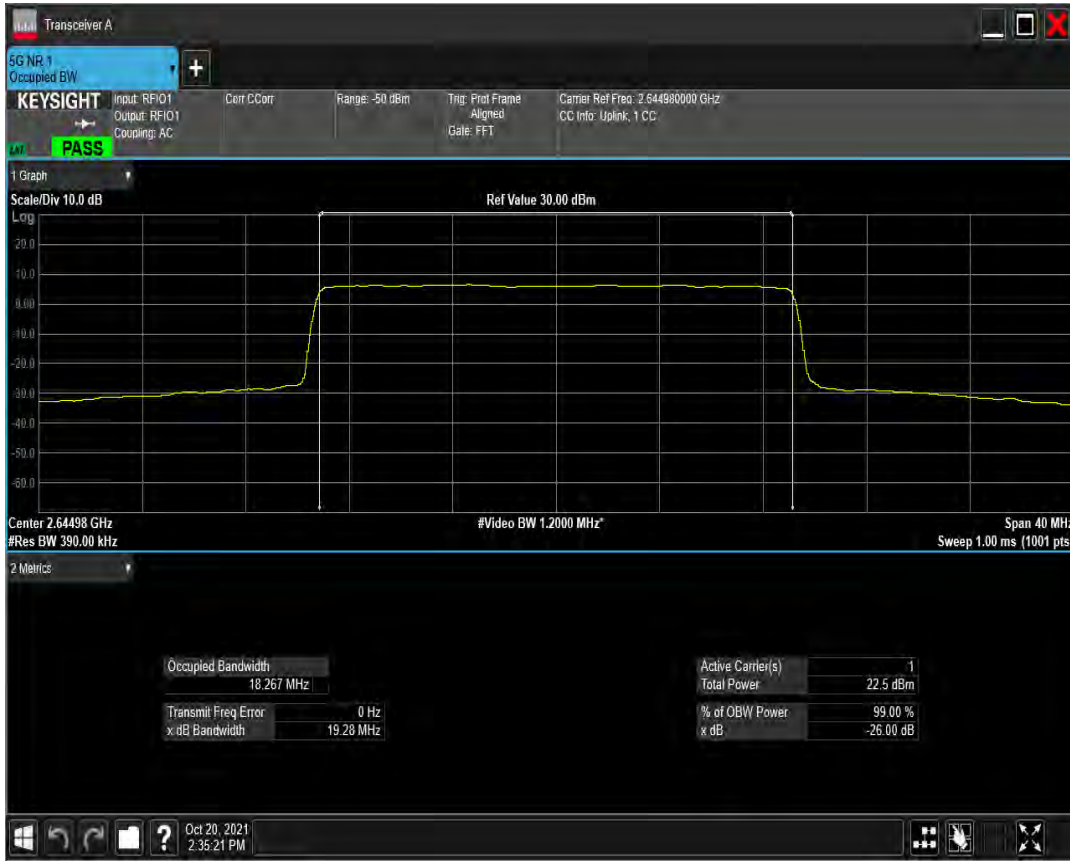 Transceiver A
5G NR 1
Occupied BW
+
KEYSIGHT
Input: RFIO1
Output: RFIO1
Coupling: AC
Corr CCorr
Range: -50 dBm
Trig: Prot Frame
Aligned
Gate: FFT
Carrier Ref Freq: 2.644980000 GHz
CC Info: Uplink, 1 CC
PASS
1 Graph
Scale/Div 10.0 dB
Ref Value 30.00 dBm
Log
20.0
10.0
0.00
-10.0
-20.0
-30.0
-40.0
-50.0
-60.0
Center 2.64498 GHz
#Video BW 1.2000 MHz*
Span 40 MHz
#Res BW 390.00 kHz
Sweep 1.00 ms (1001 pts
2 Metrics
Occupied Bandwidth
18.267 MHz
Transmit Freq Error 0 Hz
x dB Bandwidth 19.28 MHz
Active Carrier(s) 1
Total Power 22.5 dBm
% of OBW Power 99.00 %
x dB -26.00 dB
?
Oct 20, 2021
2:35:21 PM